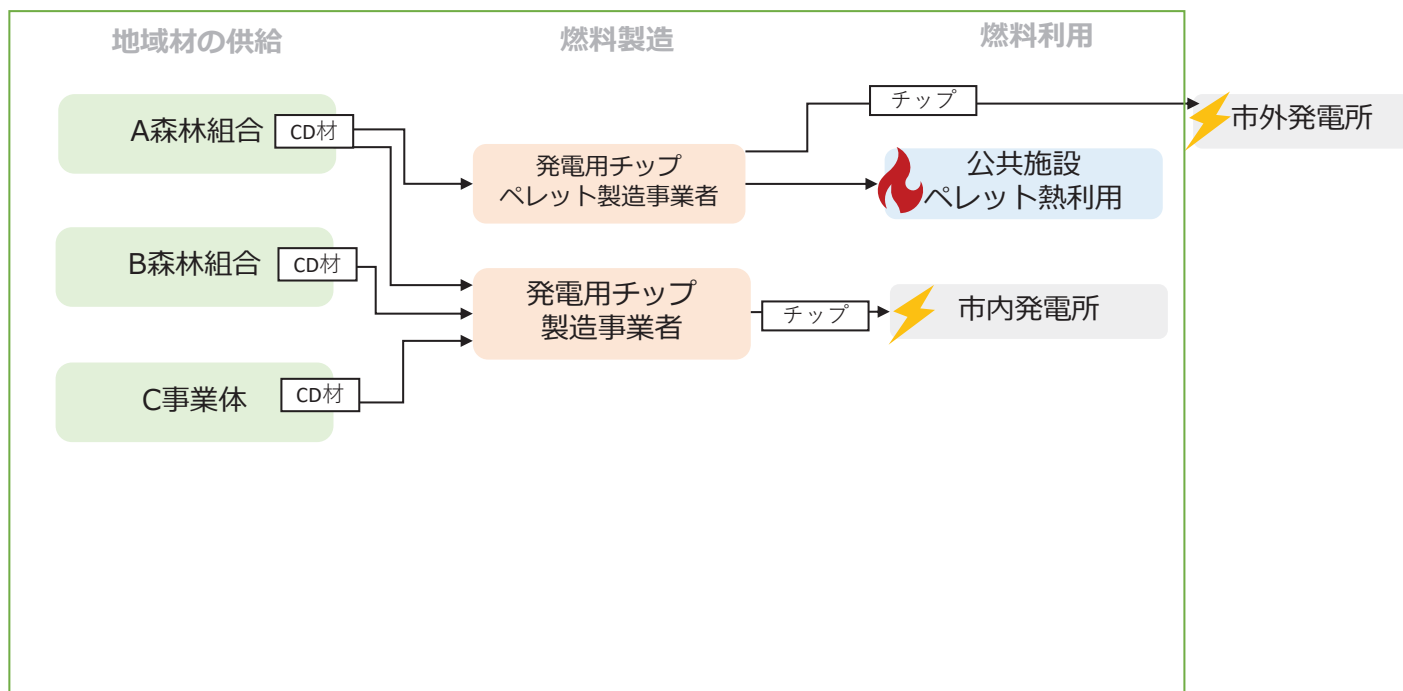 地域材の供給
燃料製造
燃料利用
A森林組合
CD材
チップ
市外発電所
発電用チップ
ペレット製造事業者
公共施設
ペレット熱利用
B森林組合
CD材
発電用チップ
製造事業者
チップ
市内発電所
C事業体
CD材